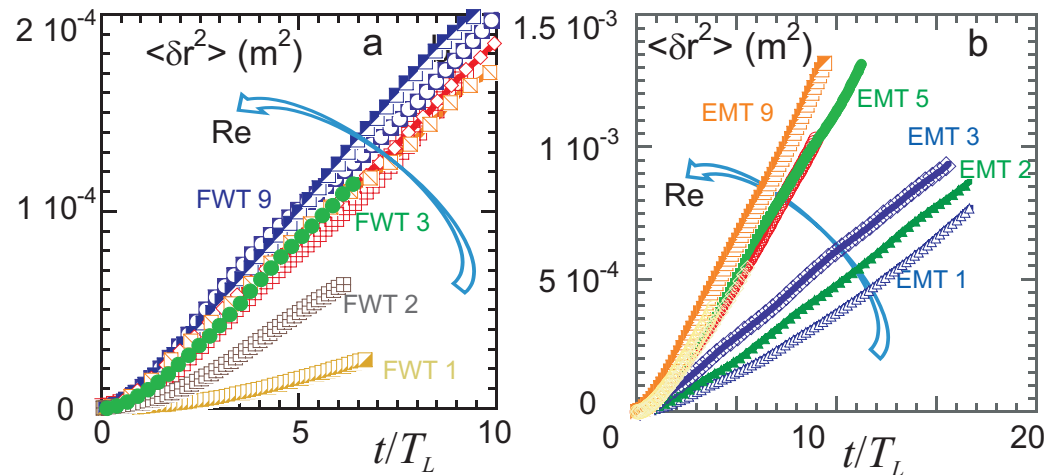 2 10⁻⁴
<δr²> (m²)
a
Re
FWT 9
FWT 3
1 10⁻⁴
FWT 2
FWT 1
0
0
5
10
t/T_L
1.5 10⁻³
<δr²> (m²)
b
EMT 9
EMT 5
1 10⁻³
EMT 3
EMT 2
Re
5 10⁻⁴
EMT 1
0
0
10
20
t/T_L